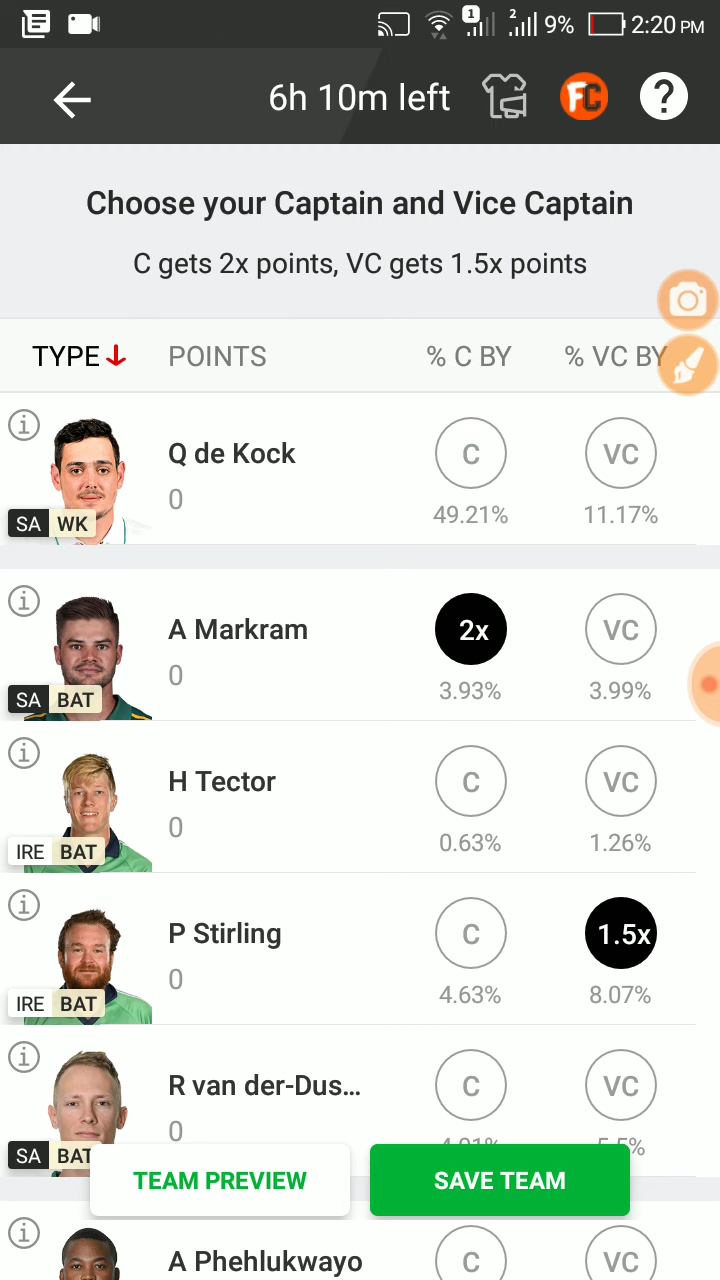 1 2 9% 2:20 PM
6h 10m left FC ?
Choose your Captain and Vice Captain
C gets 2x points, VC gets 1.5x points
TYPE POINTS % C BY % VC BY
i
Q de Kock C VC
0 49.21% 11.17%
SA WK
i
A Markram 2x VC
0 3.93% 3.99%
SA BAT
i
H Tector C VC
0 0.63% 1.26%
IRE BAT
i
P Stirling C 1.5x
0 4.63% 8.07%
IRE BAT
i
R van der-Dus... C VC
0 5.5%
SA BAT
TEAM PREVIEW SAVE TEAM
i
A Phehlukwayo C VC